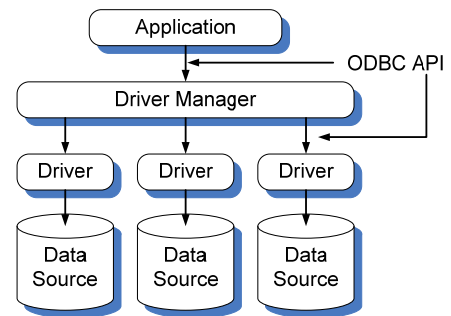 Application
ODBC API
Driver Manager
Driver
Driver
Driver
Data
Source
Data
Source
Data
Source